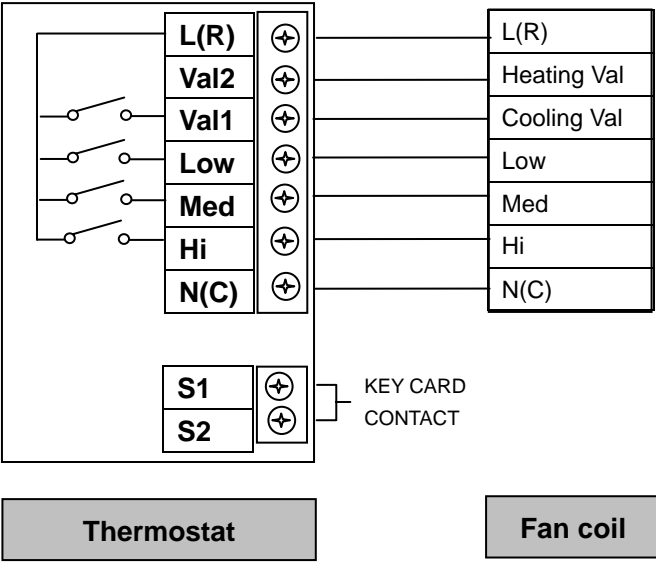 L(R) L(R)
Val2 Heating Val
Val1 Cooling Val
Low Low
Med Med
Hi Hi
N(C) N(C)
S1 KEY CARD
S2 CONTACT
Thermostat Fan coil